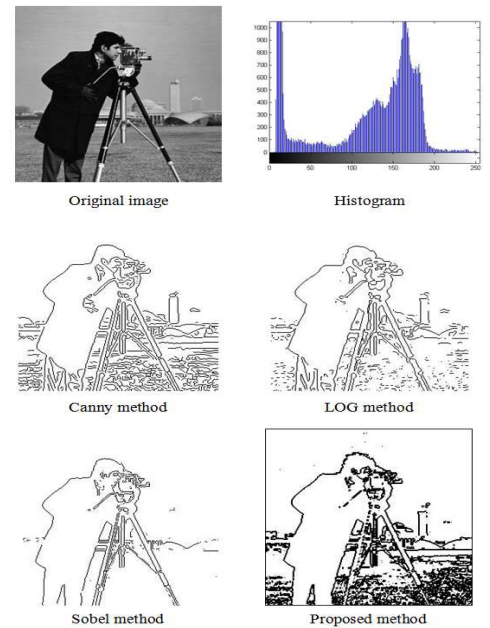 1000
900
800
700
600
500
400
300
200
100
0
0 50 100 150 200 250
Original image Histogram
Canny method LOG method
Sobel method Proposed method